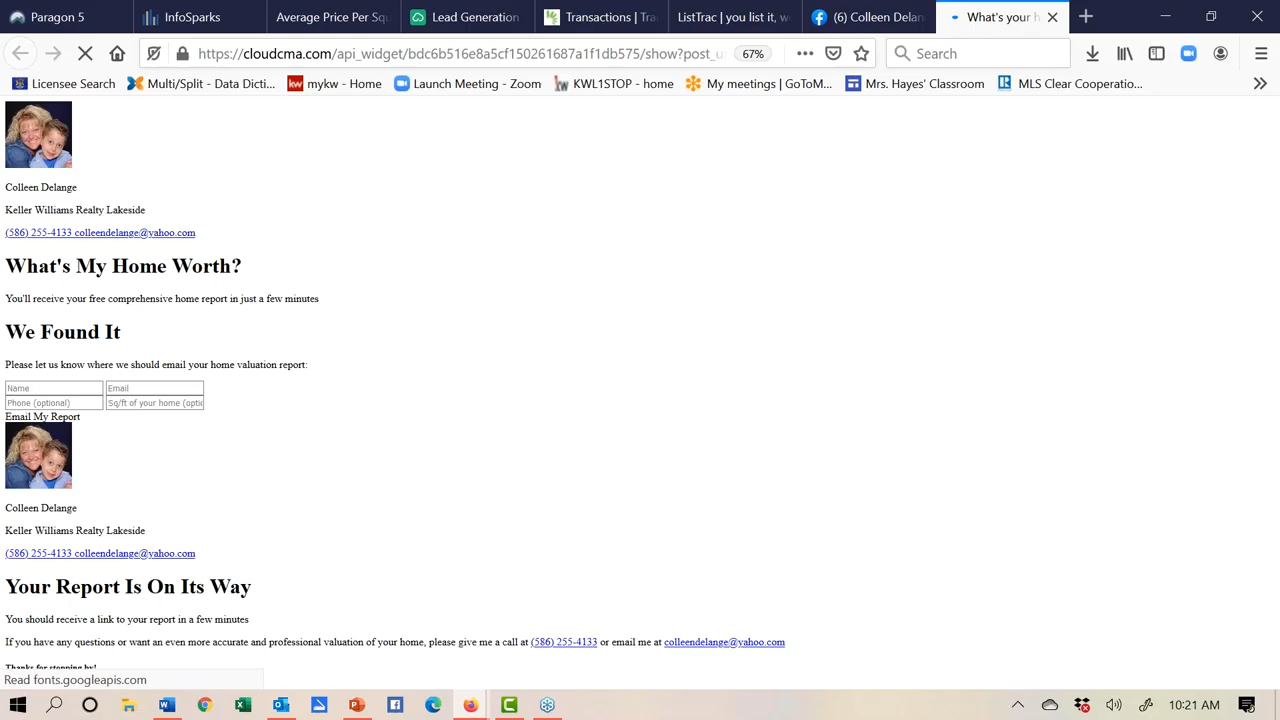 Paragon 5
InfoSparks
Average Price Per Squ
Lead Generation
Transactions | Tra
ListTrac | you list it, w
(6) Colleen Delan
What's your h
https://cloudcma.com/api_widget/bdc6b516e8a5cf150261687a1f1db575/show?post_u
67%
Search
Licensee Search
Multi/Split - Data Dicti...
mykw - Home
Launch Meeting - Zoom
KWL1STOP - home
My meetings | GoToM...
Mrs. Hayes' Classroom
MLS Clear Cooperatio...
Colleen Delange
Keller Williams Realty Lakeside
(586) 255-4133 colleendelange@yahoo.com
What's My Home Worth?
You'll receive your free comprehensive home report in just a few minutes
We Found It
Please let us know where we should email your home valuation report:
Name Email
Phone (optional) Sq/ft of your home (optio
Email My Report
Colleen Delange
Keller Williams Realty Lakeside
(586) 255-4133 colleendelange@yahoo.com
Your Report Is On Its Way
You should receive a link to your report in a few minutes
If you have any questions or want an even more accurate and professional valuation of your home, please give me a call at (586) 255-4133 or email me at colleendelange@yahoo.com
Thanks for stopping by!
Read fonts.googleapis.com
10:21 AM